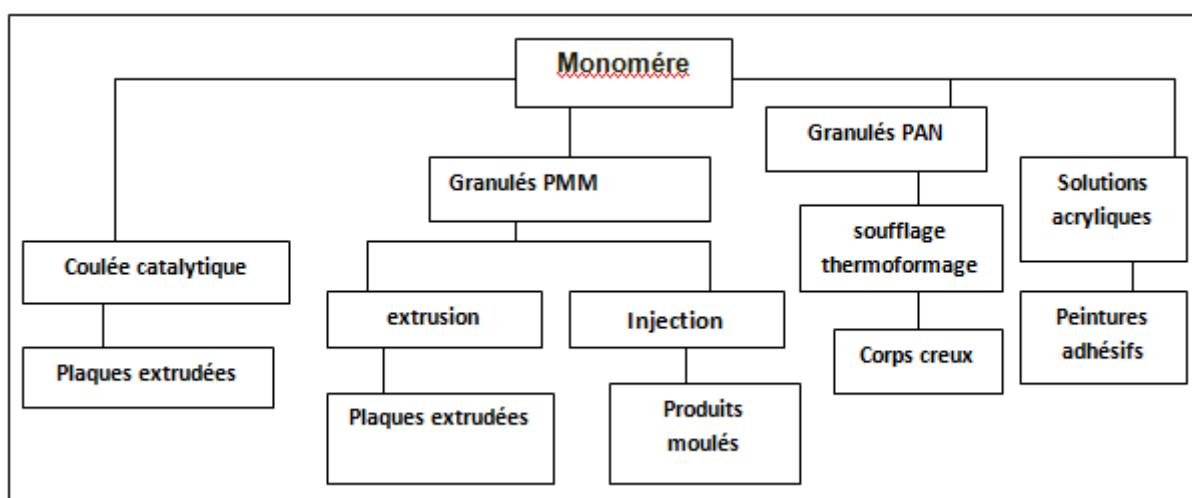 Monomére
Granulés PAN
Granulés PMM
Solutions
acryliques
soufflage
thermoformage
Coulée catalytique
extrusion
Injection
Peintures
adhésifs
Corps creux
Plaques extrudées
Plaques extrudées
Produits
moulés